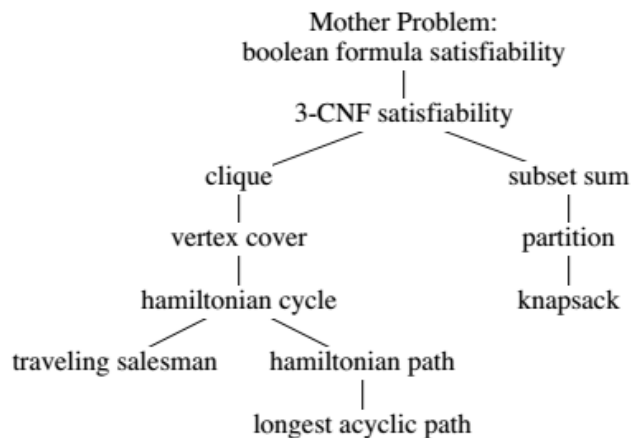 Mother Problem:
boolean formula satisfiability
3-CNF satisfiability
clique subset sum
vertex cover partition
hamiltonian cycle knapsack
traveling salesman hamiltonian path
longest acyclic path